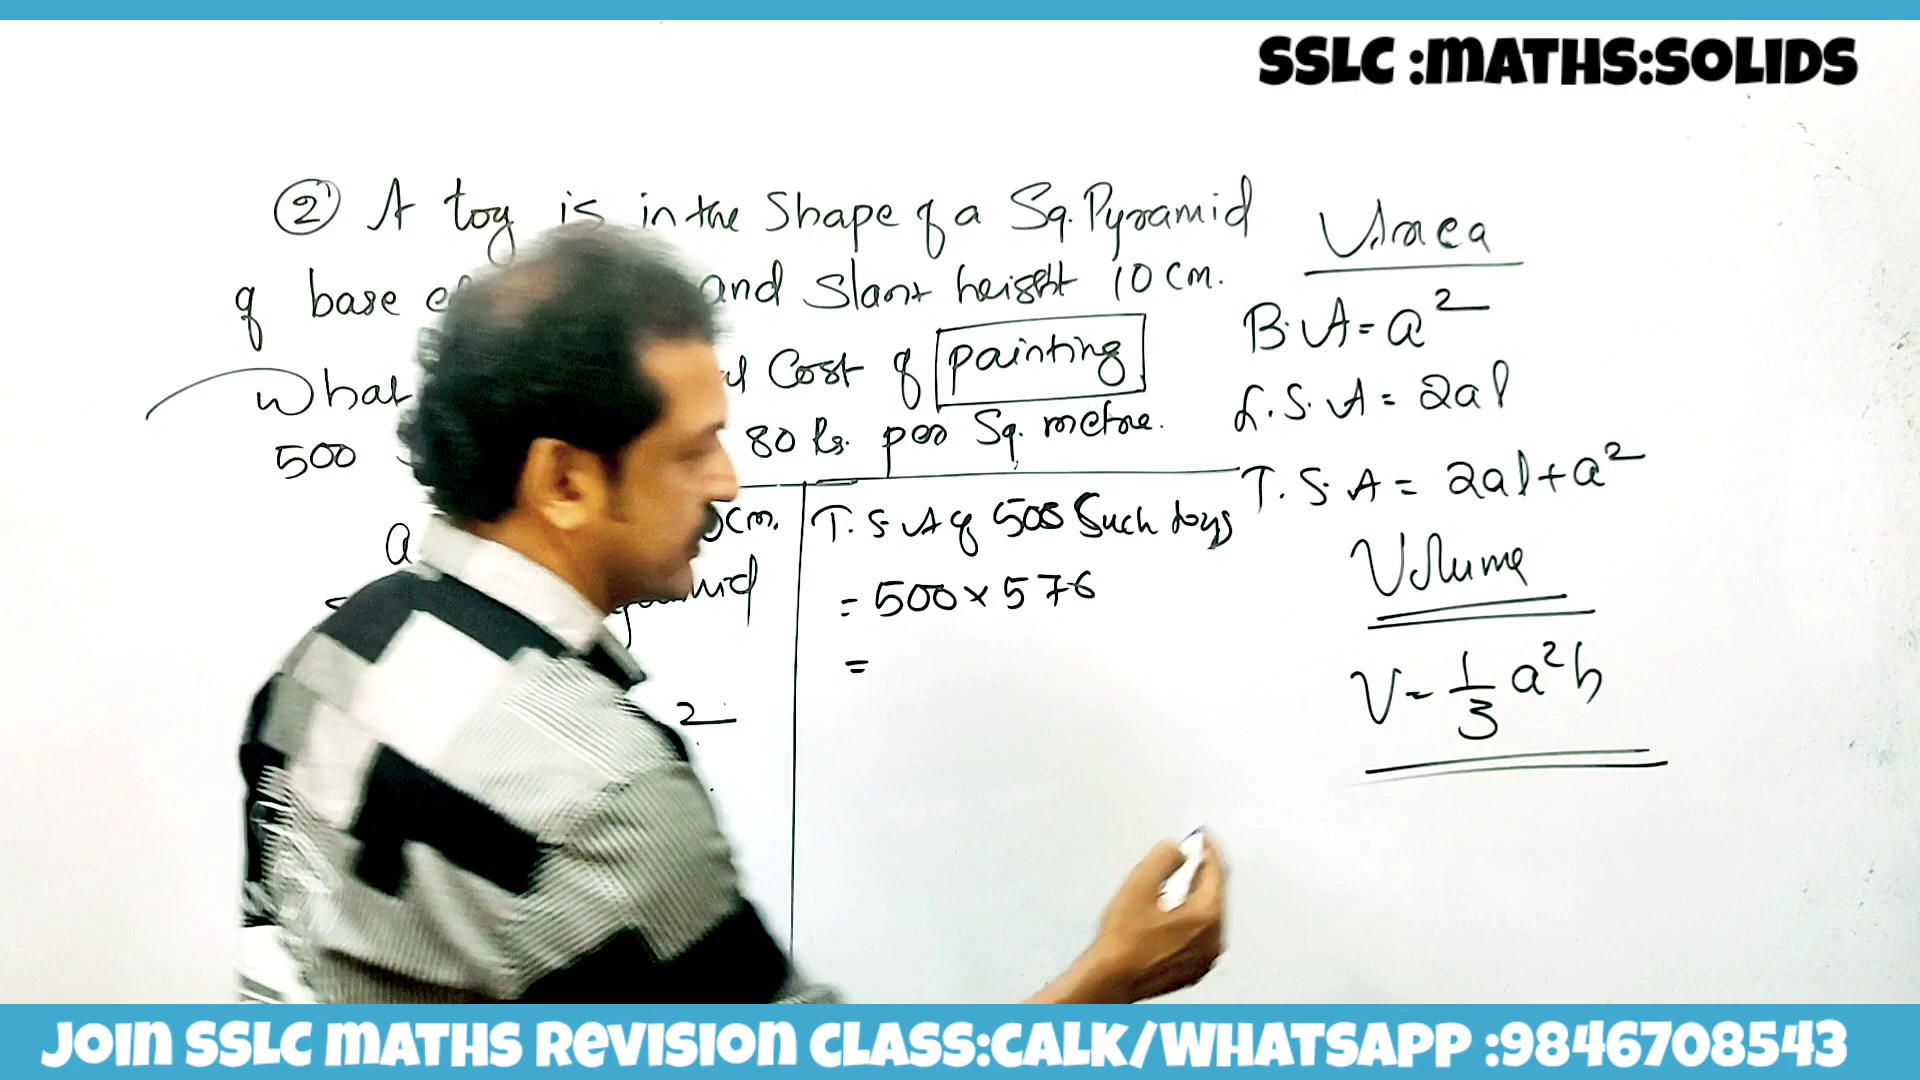 SSLC :MATHS:SOLIDS
② A toy is in the Shape of a Sq. Pyramid
of base and Slant height 10 cm.
What Cost of painting
500 80 Rs. per Sq. metre.
a cm.
2
T. S. A of 500 Such toys
= 500 × 576
=
Area
B. A = a²
L. S. A = 2al
T. S. A = 2al + a²
Volume
V = 1/3 a²h
JOIN SSLC MATHS REVISION CLASS:CALK/WHATSAPP :9846708543